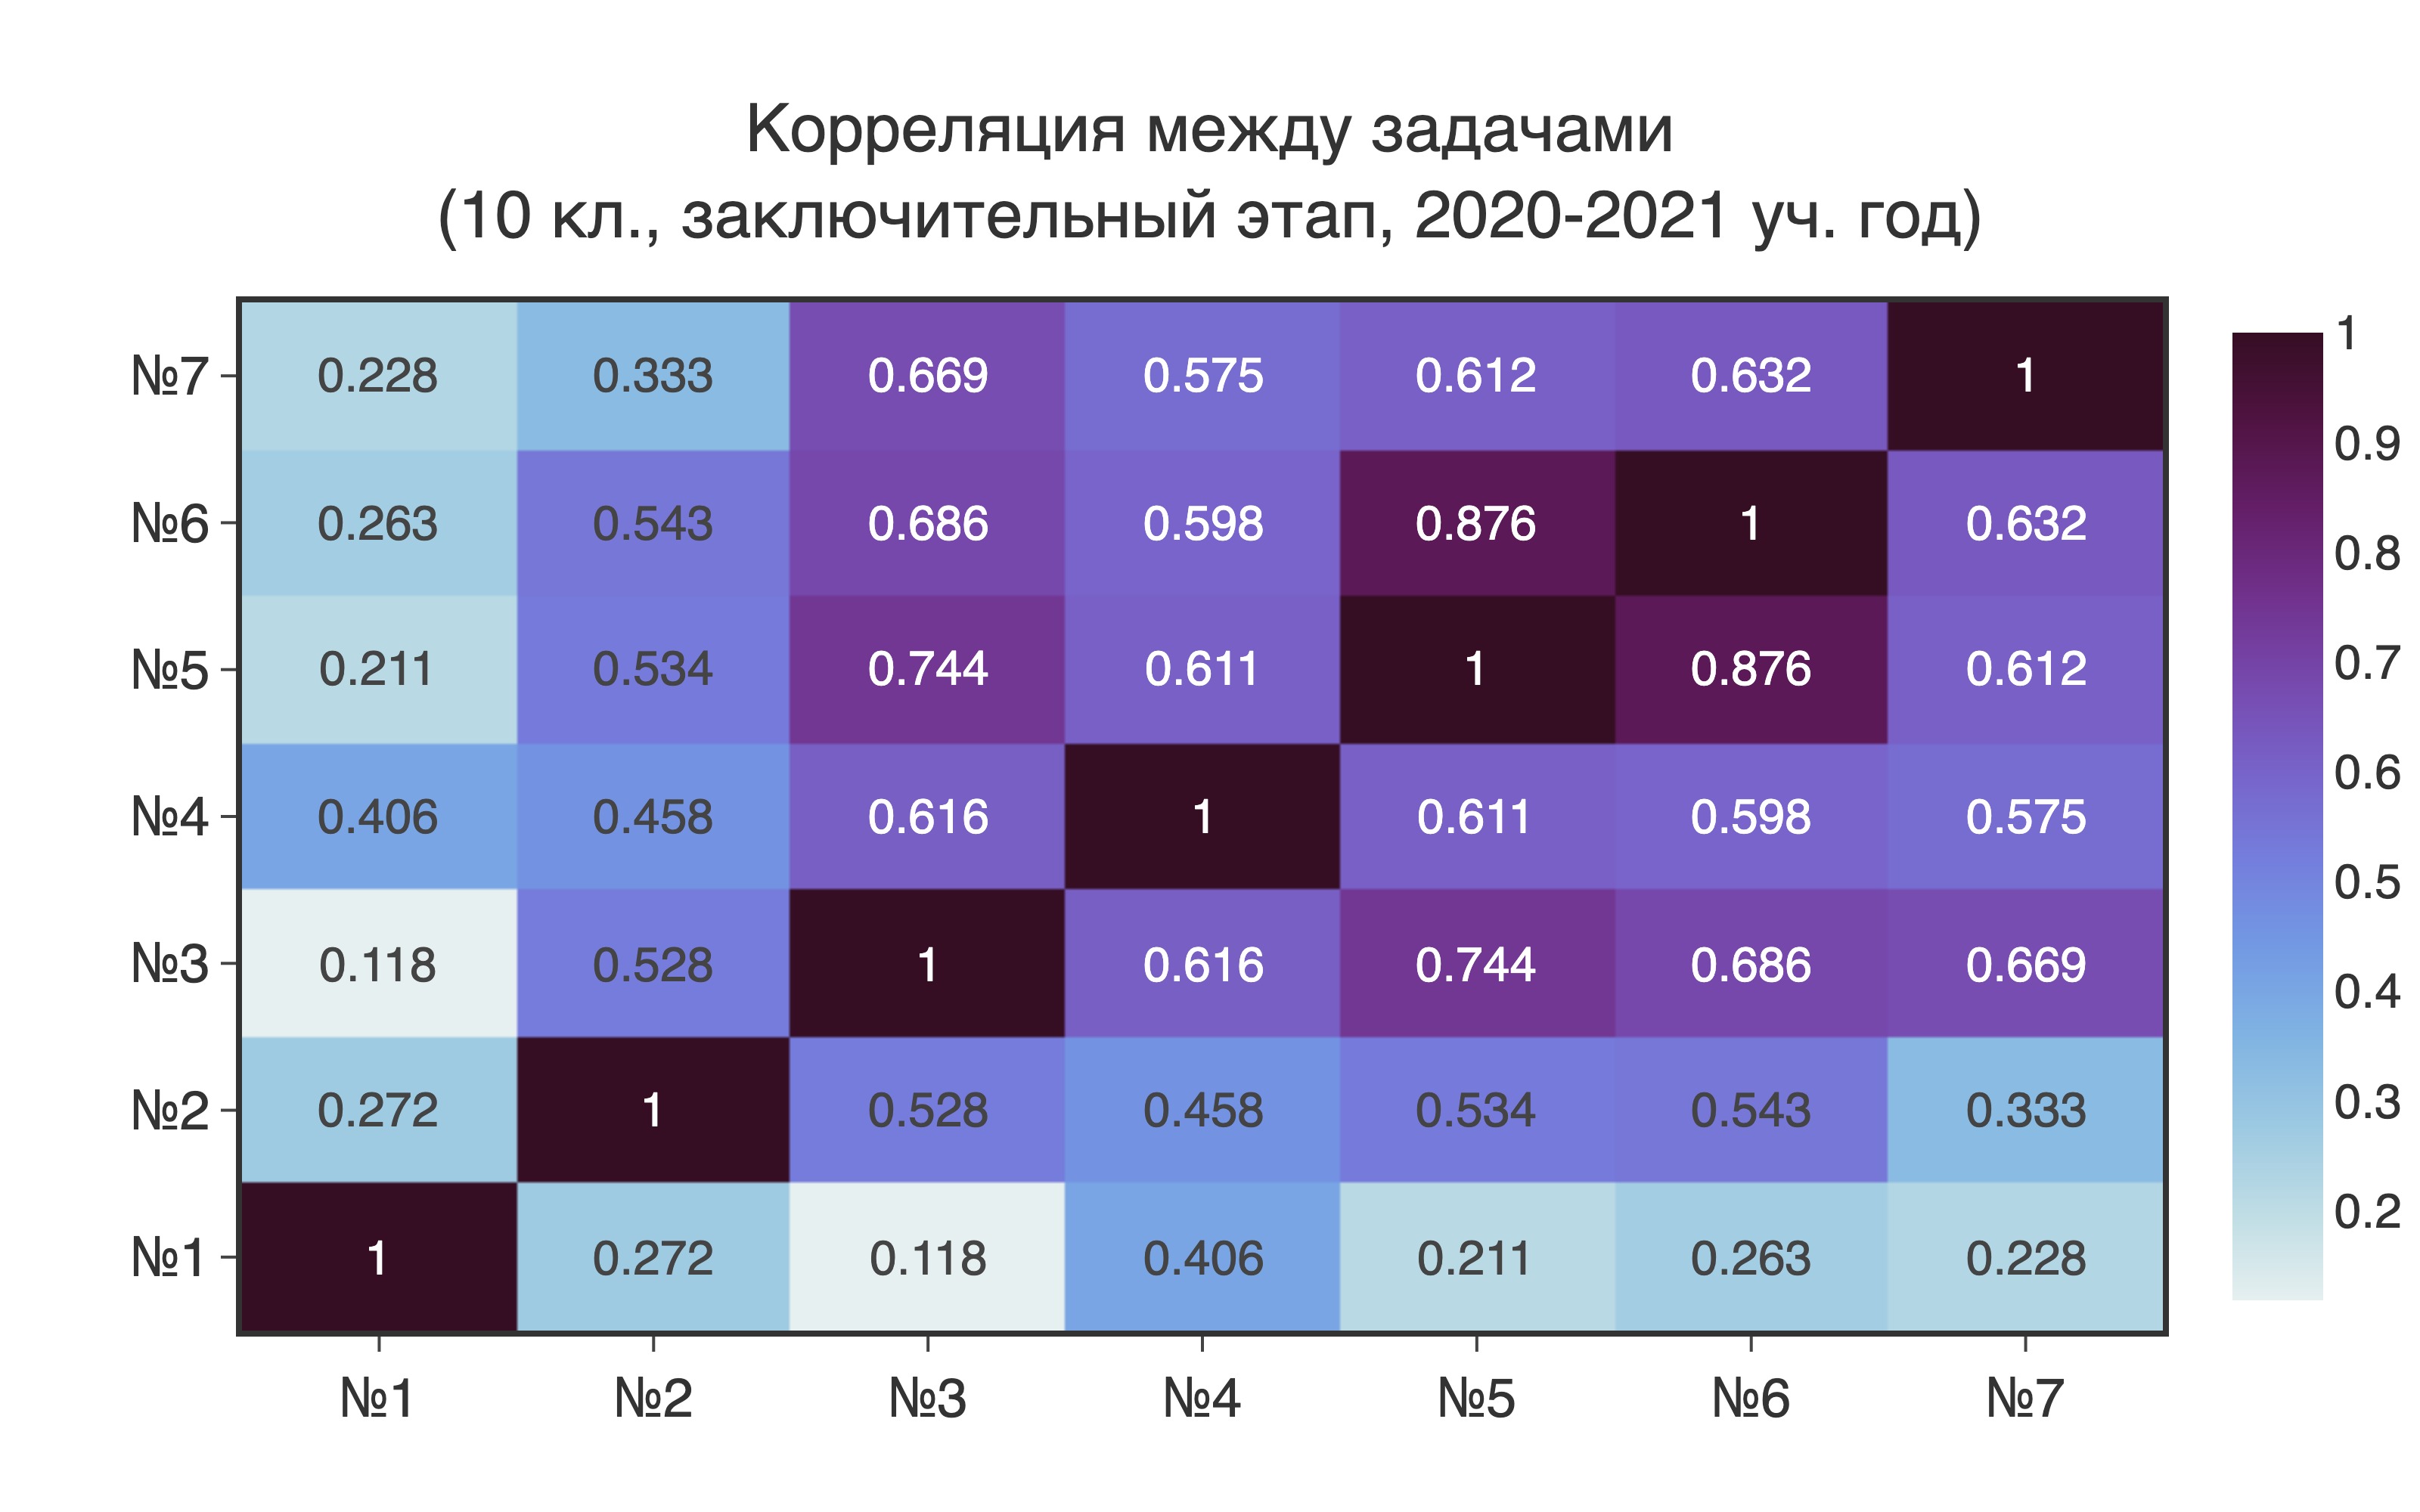 Корреляция между задачами
(10 кл., заключительный этап, 2020-2021 уч. год)
№7 0.228 0.333 0.669 0.575 0.612 0.632 1
№6 0.263 0.543 0.686 0.598 0.876 1 0.632
№5 0.211 0.534 0.744 0.611 1 0.876 0.612
№4 0.406 0.458 0.616 1 0.611 0.598 0.575
№3 0.118 0.528 1 0.616 0.744 0.686 0.669
№2 0.272 1 0.528 0.458 0.534 0.543 0.333
№1 1 0.272 0.118 0.406 0.211 0.263 0.228
№1 №2 №3 №4 №5 №6 №7
1
0.9
0.8
0.7
0.6
0.5
0.4
0.3
0.2